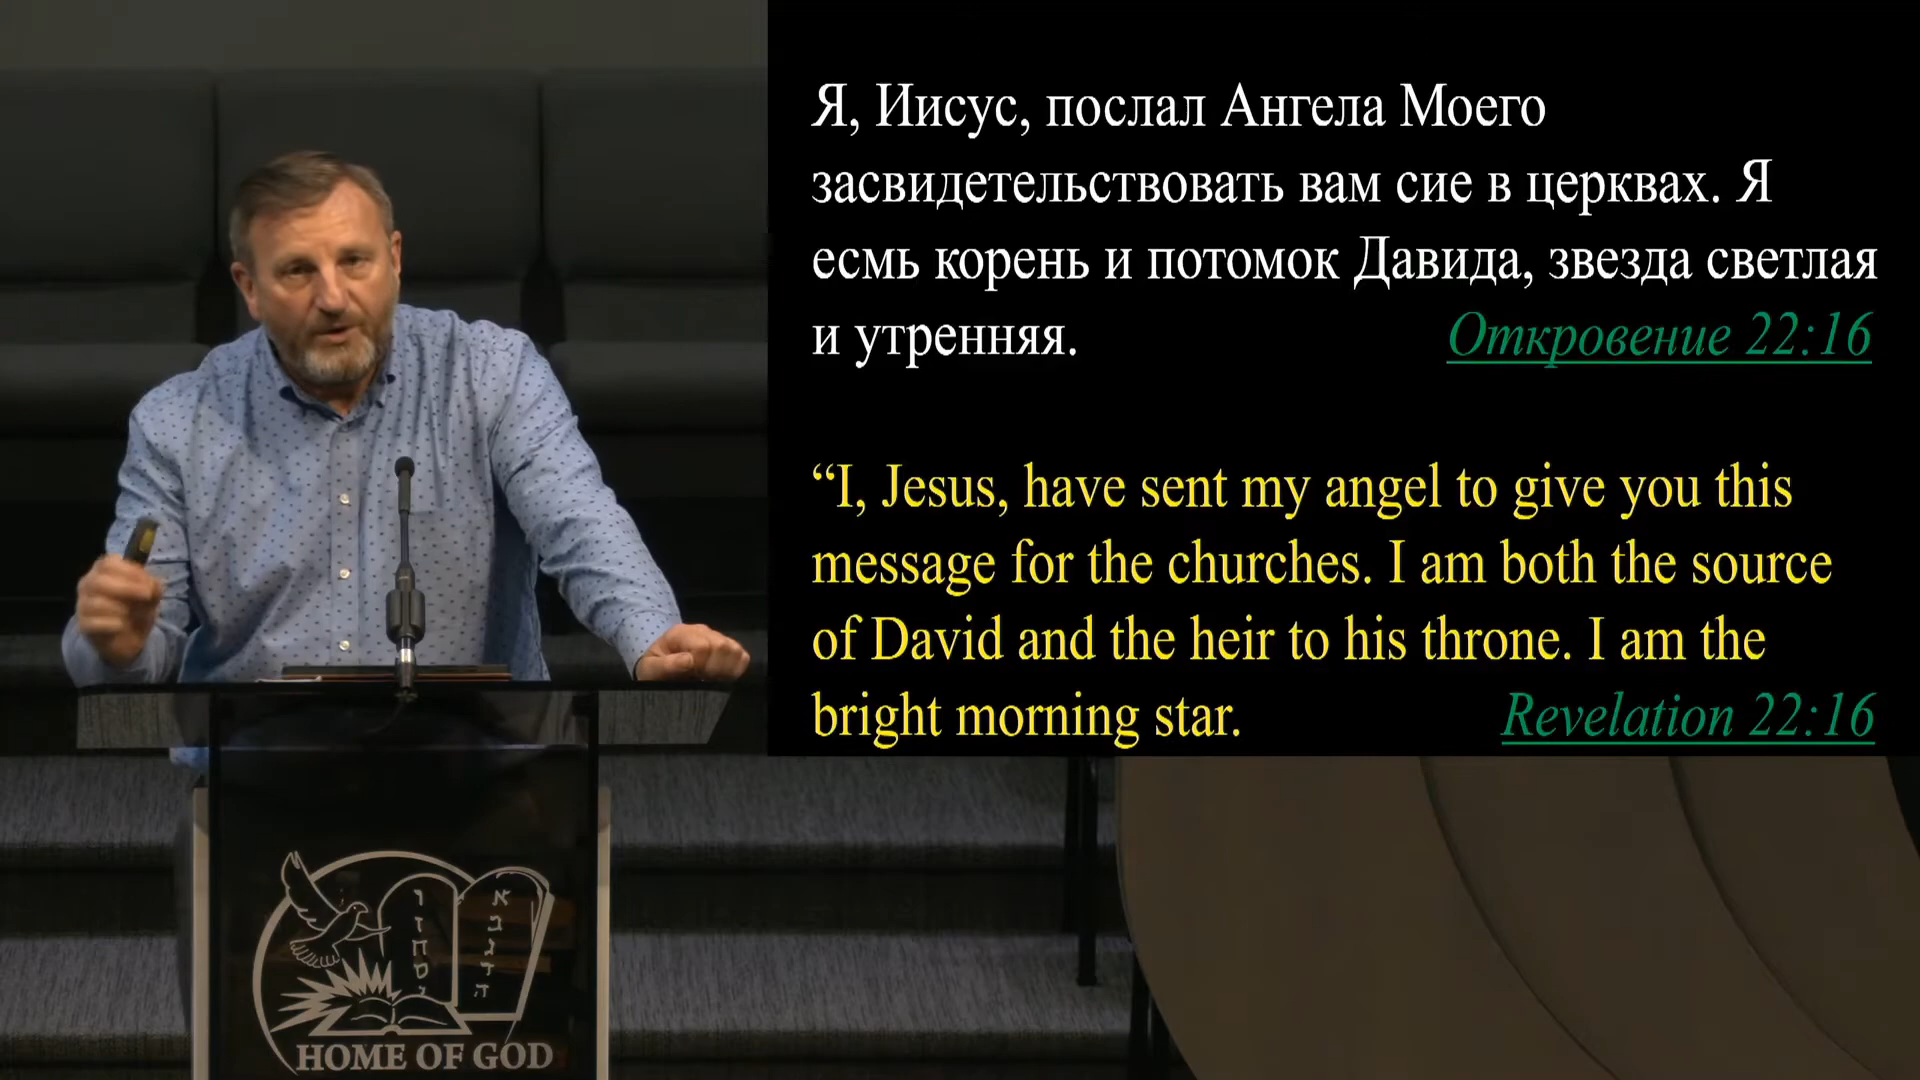 Я, Иисус, послал Ангела Моего
засвидетельствовать вам сие в церквах. Я
есмь корень и потомок Давида, звезда светлая
и утренняя. Откровение 22:16
“I, Jesus, have sent my angel to give you this
message for the churches. I am both the source
of David and the heir to his throne. I am the
bright morning star. Revelation 22:16
ו א
ז ב
ח ג
ט ד
י ה
HOME OF GOD